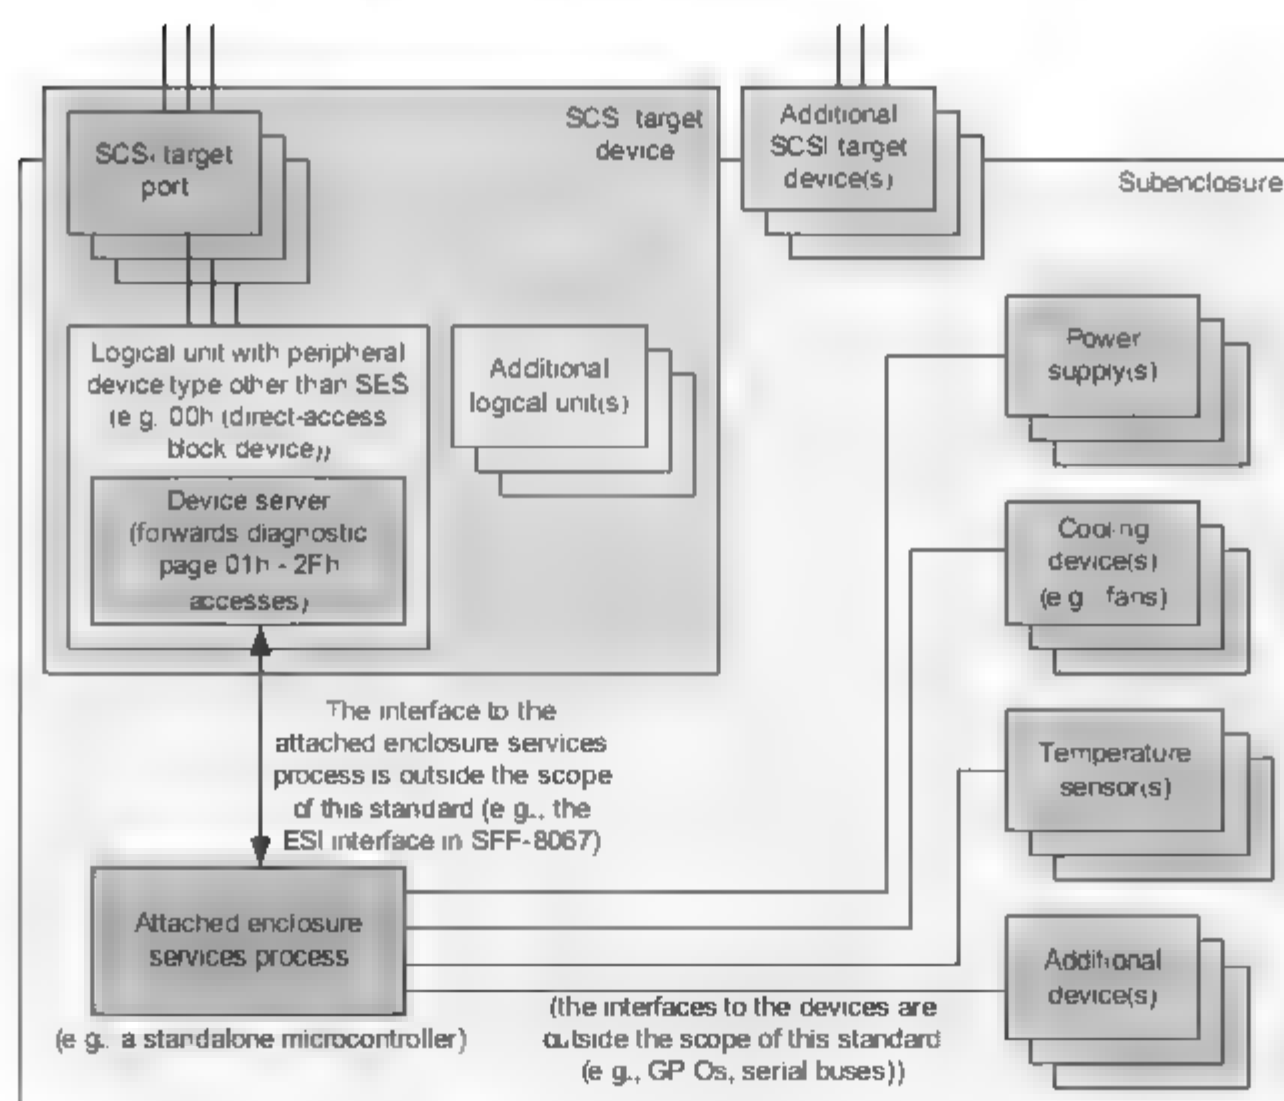 SCSI target
device
SCSI target
port
Additional
SCSI target
device(s)
Subenclosure
Logical unit with peripheral
device type other than SES
(e.g. 00h (direct-access
block device))
Additional
logical unit(s)
Device server
(forwards diagnostic
page 01h - 2Fh
accesses)
Power
supply(s)
Cooling
device(s)
(e.g. fans)
The interface to the
attached enclosure services
process is outside the scope
of this standard (e.g., the
ESI interface in SFF-8067)
Temperature
sensor(s)
Attached enclosure
services process
(e.g. a standalone microcontroller)
Additional
device(s)
(the interfaces to the devices are
outside the scope of this standard
(e.g., GPIOs, serial buses))